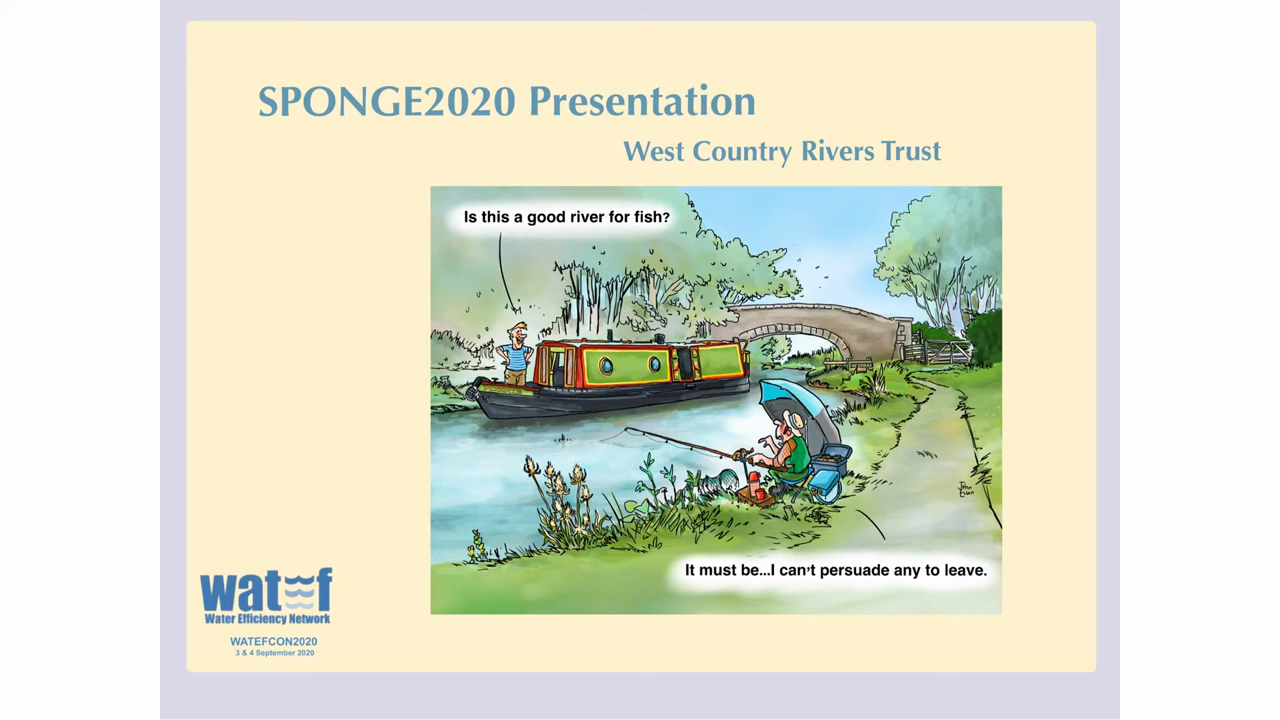 SPONGE2020 Presentation
West Country Rivers Trust
Is this a good river for fish?
It must be...I can't persuade any to leave.
watef
Water Efficiency Network
WATEFCON2020
3 & 4 September 2020